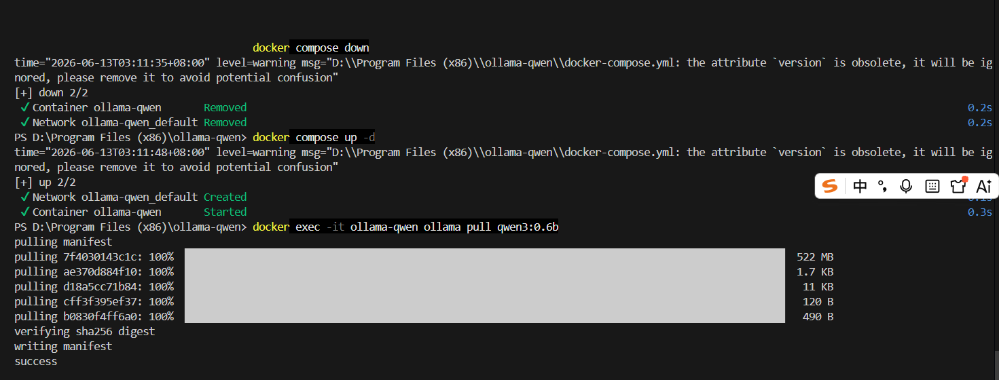 docker compose down
time="2026-06-13T03:11:35+08:00" level=warning msg="D:\\Program Files (x86)\\ollama-qwen\\docker-compose.yml: the attribute `version` is obsolete, it will be ig
nored, please remove it to avoid potential confusion"
[+] down 2/2
✔ Container ollama-qwen Removed 0.2s
✔ Network ollama-qwen_default Removed 0.2s
PS D:\Program Files (x86)\ollama-qwen> docker compose up -d
time="2026-06-13T03:11:48+08:00" level=warning msg="D:\\Program Files (x86)\\ollama-qwen\\docker-compose.yml: the attribute `version` is obsolete, it will be ig
nored, please remove it to avoid potential confusion"
[+] up 2/2
S 中 °, Ai
✔ Network ollama-qwen_default Created
✔ Container ollama-qwen Started 0.3s
PS D:\Program Files (x86)\ollama-qwen> docker exec -it ollama-qwen ollama pull qwen3:0.6b
pulling manifest
pulling 7f4030143c1c: 100% 522 MB
pulling ae370d884f10: 100% 1.7 KB
pulling d18a5cc71b84: 100% 11 KB
pulling cff3f395ef37: 100% 120 B
pulling b0830f4ff6a0: 100% 490 B
verifying sha256 digest
writing manifest
success